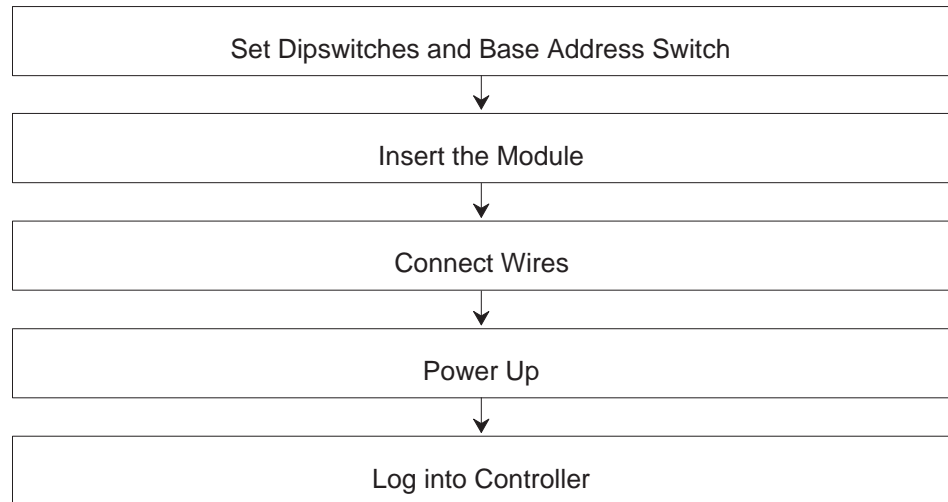 Set Dipswitches and Base Address Switch
Insert the Module
Connect Wires
Power Up
Log into Controller